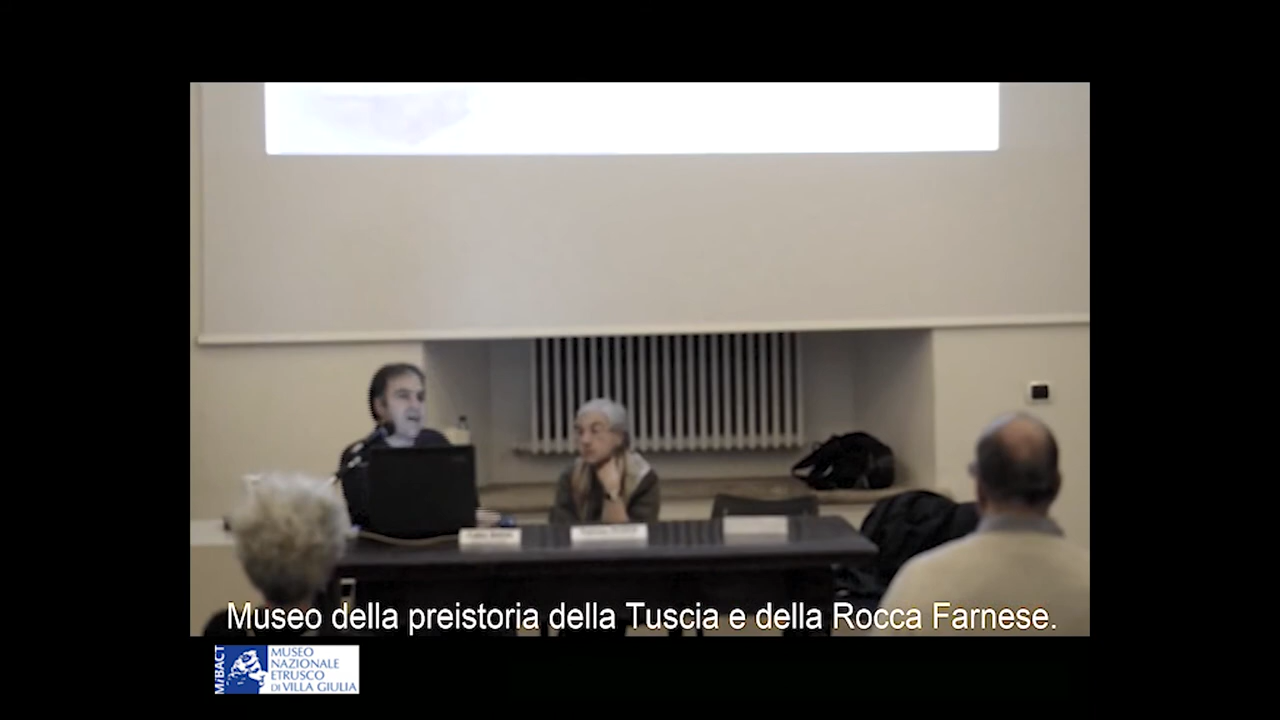 Museo della preistoria della Tuscia e della Rocca Farnese.
MiBACT
MUSEO
NAZIONALE
ETRUSCO
DI VILLA GIULIA